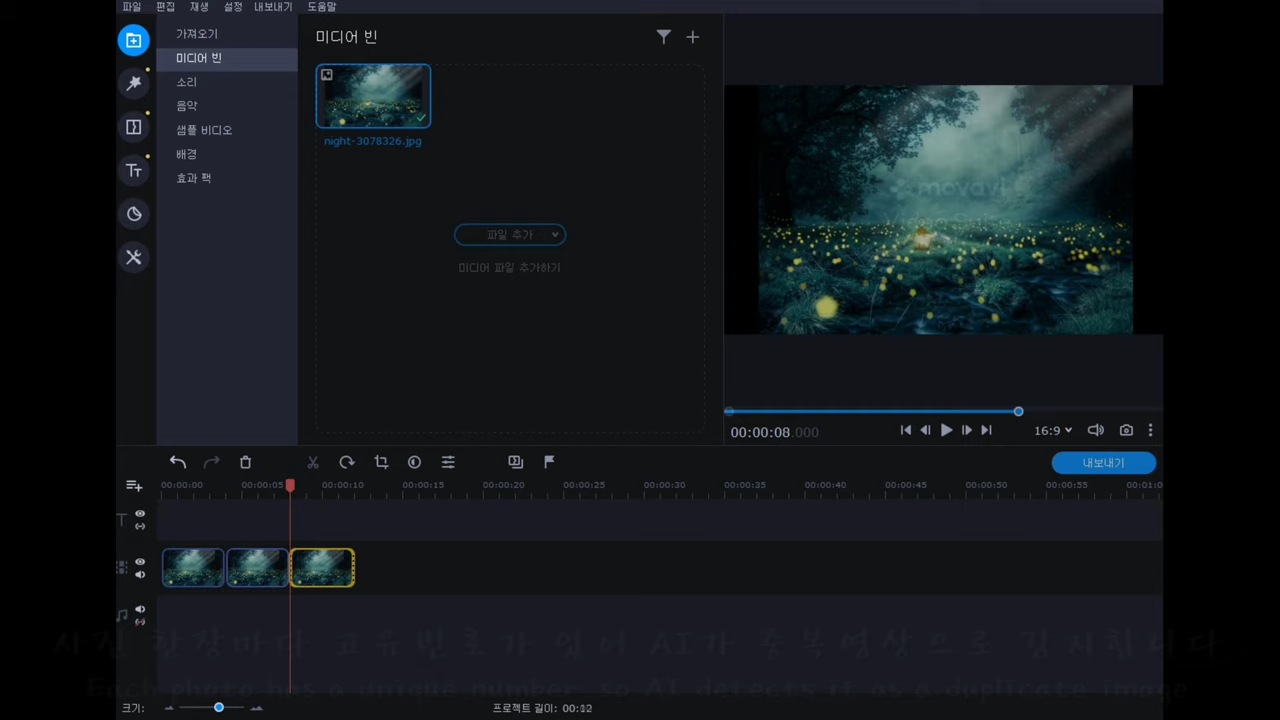 파일 편집 재생 설정 내보내기 도움말
가져오기
미디어 빈
소리
음악
샘플 비디오
배경
효과 팩
미디어 빈
night-3078326.jpg
파일 추가
미디어 파일 추가하기
movavi
00:00:08.000
16:9
내보내기
00:00:00 00:00:05 00:00:10 00:00:15 00:00:20 00:00:25 00:00:30 00:00:35 00:00:40 00:00:45 00:00:50 00:00:55 00:01:0
사진 한장마다 고유번호가 있어 AI가 중복영상으로 감지합니다
Each photo has a unique number, so AI detects it as a duplicate image
크기:
프로젝트 길이: 00:12